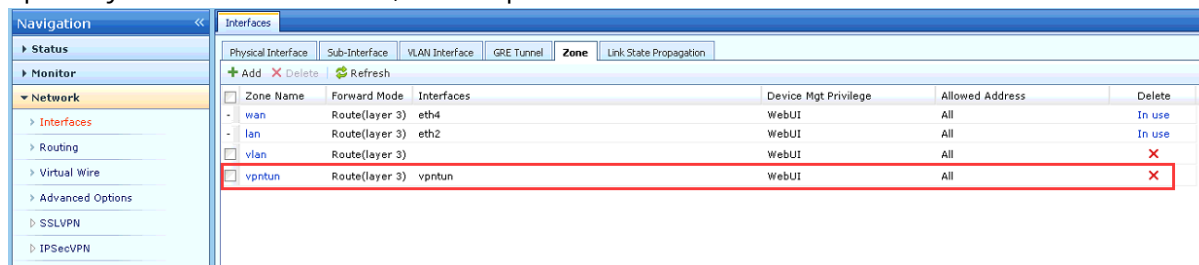 Navigation «
Interfaces
Status
Monitor
Network
Interfaces
Routing
Virtual Wire
Advanced Options
SSLVPN
IPSecVPN
Physical Interface Sub-Interface VLAN Interface GRE Tunnel Zone Link State Propagation
Add Delete Refresh
Zone Name Forward Mode Interfaces Device Mgt Privilege Allowed Address Delete
- wan Route(layer 3) eth4 WebUI All In use
- lan Route(layer 3) eth2 WebUI All In use
vlan Route(layer 3) WebUI All
vpntun Route(layer 3) vpntun WebUI All